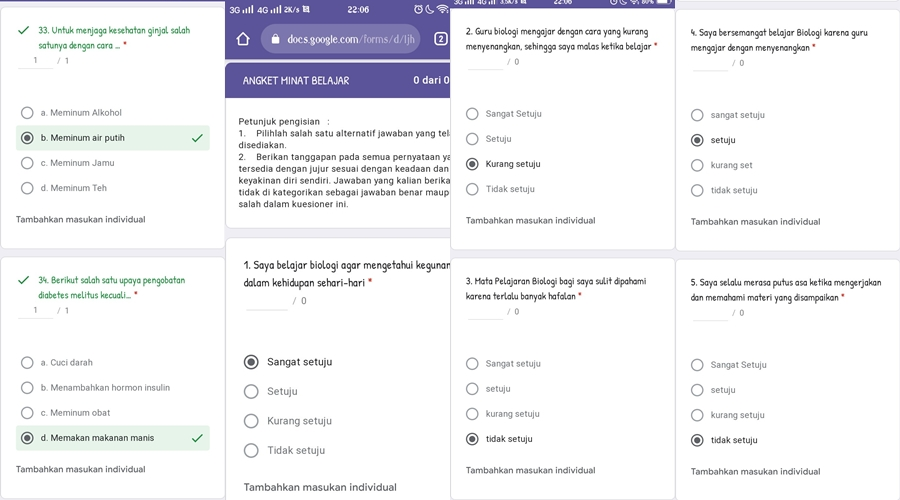 33. Untuk menjaga kesehatan ginjal salah
satunya dengan cara ... *
1 / 1
a. Meminum Alkohol
b. Meminum air putih
c. Meminum Jamu
d. Meminum Teh
Tambahkan masukan individual
34. Berikut salah satu upaya pengobatan
diabetes melitus kecuali... *
1 / 1
a. Cuci darah
b. Menambahkan hormon insulin
c. Meminum obat
d. Memakan makanan manis
Tambahkan masukan individual
3G 4G 2K/s 22:06
docs.google.com/forms/d/1jh 2
ANGKET MINAT BELAJAR 0 dari 0
Petunjuk pengisian :
1. Pilihlah salah satu alternatif jawaban yang tel
disediakan.
2. Berikan tanggapan pada semua pernyataan ya
tersedia dengan jujur sesuai dengan keadaan dan
keyakinan diri sendiri. Jawaban yang kalian berika
tidak di kategorikan sebagai jawaban benar maup
salah dalam kuesioner ini.
1. Saya belajar biologi agar mengetahui kegunan
dalam kehidupan sehari-hari *
/ 0
Sangat setuju
Setuju
Kurang setuju
Tidak setuju
Tambahkan masukan individual
3G 4G 3.5K/s 22:06 80%
2. Guru biologi mengajar dengan cara yang kurang
menyenangkan, sehingga saya malas ketika belajar *
/ 0
Sangat Setuju
Setuju
Kurang setuju
Tidak setuju
Tambahkan masukan individual
3. Mata Pelajaran Biologi bagi saya sulit dipahami
karena terlalu banyak hafalan *
/ 0
Sangat setuju
setuju
kurang setuju
tidak setuju
Tambahkan masukan individual
4. Saya bersemangat belajar Biologi karena guru
mengajar dengan menyenangkan *
/ 0
sangat setuju
setuju
kurang set
tidak setuju
Tambahkan masukan individual
5. Saya selalu merasa putus asa ketika mengerjakan
dan memahami materi yang disampaikan *
/ 0
Sangat Setuju
setuju
kurang setuju
tidak setuju
Tambahkan masukan individual